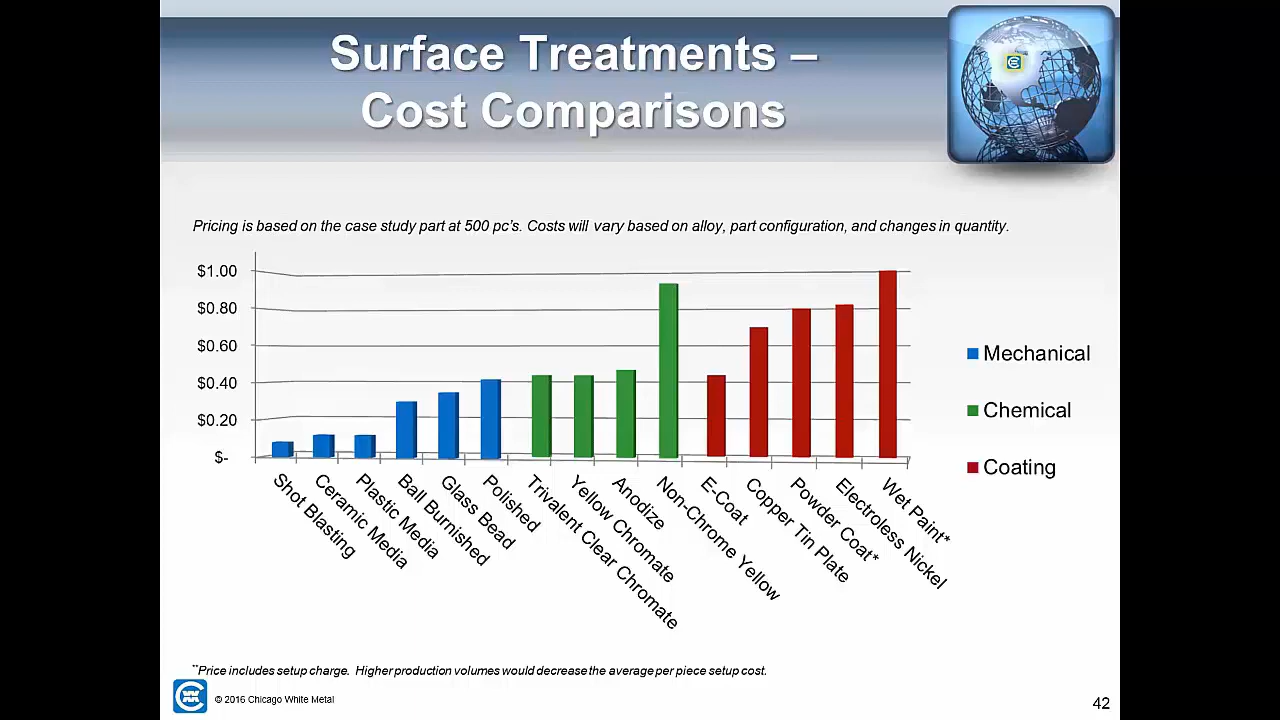 Surface Treatments –
Cost Comparisons
Pricing is based on the case study part at 500 pc's. Costs will vary based on alloy, part configuration, and changes in quantity.
$1.00
$0.80
$0.60
$0.40
$0.20
$-
Shot Blasting
Ceramic Media
Plastic Media
Ball Burnished
Glass Bead
Polished
Trivalent Clear Chromate
Yellow Chromate
Anodize
Non-Chrome Yellow
E-Coat
Copper Tin Plate
Powder Coat*
Electroless Nickel
Wet Paint*
Mechanical
Chemical
Coating
**Price includes setup charge. Higher production volumes would decrease the average per piece setup cost.
© 2016 Chicago White Metal
42